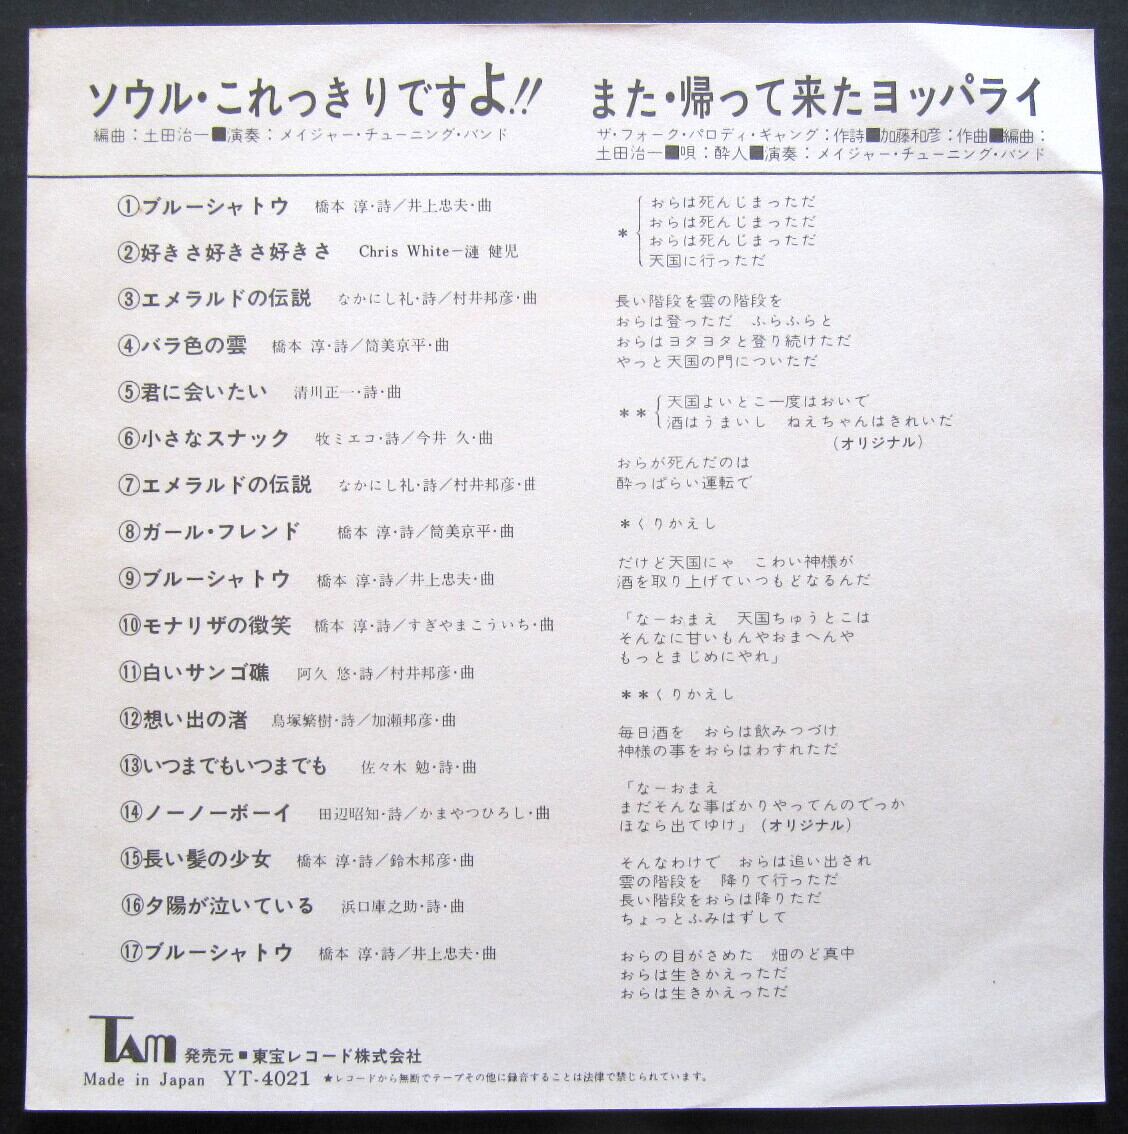 ソウル・これっきりですよ!!
編曲：土田治一■演奏：メイジャー・チューニング・バンド
①ブルーシャトウ　橋本 淳・詩／井上忠夫・曲
②好きさ好きさ好きさ　Chris White－漣 健児
③エメラルドの伝説　なかにし礼・詩／村井邦彦・曲
④バラ色の雲　橋本 淳・詩／筒美京平・曲
⑤君に会いたい　清川正一・詩・曲
⑥小さなスナック　牧ミエコ・詩／今井 久・曲
⑦エメラルドの伝説　なかにし礼・詩／村井邦彦・曲
⑧ガール・フレンド　橋本 淳・詩／筒美京平・曲
⑨ブルーシャトウ　橋本 淳・詩／井上忠夫・曲
⑩モナリザの微笑　橋本 淳・詩／すぎやまこういち・曲
⑪白いサンゴ礁　阿久 悠・詩／村井邦彦・曲
⑫想い出の渚　鳥塚繁樹・詩／加瀬邦彦・曲
⑬いつまでもいつまでも　佐々木 勉・詩・曲
⑭ノーノーボーイ　田辺昭知・詩／かまやつひろし・曲
⑮長い髪の少女　橋本 淳・詩／鈴木邦彦・曲
⑯夕陽が泣いている　浜口庫之助・詩・曲
⑰ブルーシャトウ　橋本 淳・詩／井上忠夫・曲
また・帰って来たヨッパライ
ザ・フォーク・パロディ・ギャング：作詩■加藤和彦：作曲■編曲：
土田治一■唄：酔人■演奏：メイジャー・チューニング・バンド
＊
おらは死んじまっただ
おらは死んじまっただ
おらは死んじまっただ
天国に行っただ
長い階段を雲の階段を
おらは登っただ　ふらふらと
おらはヨタヨタと登り続けただ
やっと天国の門についただ
＊＊
天国よいとこ一度はおいで
酒はうまいし　ねえちゃんはきれいだ
（オリジナル）
おらが死んだのは
酔っぱらい運転で
＊くりかえし
だけど天国にゃ　こわい神様が
酒を取り上げていつもどなるんだ
「なーおまえ　天国ちゅうとこは
そんなに甘いもんやおまへんや
もっとまじめにやれ」
＊＊くりかえし
毎日酒を　おらは飲みつづけ
神様の事をおらはわすれただ
「なーおまえ
まだそんな事ばかりやってんのでっか
ほなら出てゆけ」（オリジナル）
そんなわけで　おらは追い出され
雲の階段を　降りて行っただ
長い階段をおらは降りただ
ちょっとふみはずして
おらの目がさめた　畑のど真中
おらは生きかえっただ
おらは生きかえっただ
TAM 発売元■東宝レコード株式会社
Made in Japan YT-4021 ★レコードから無断でテープその他に録音することは法律で禁じられています。